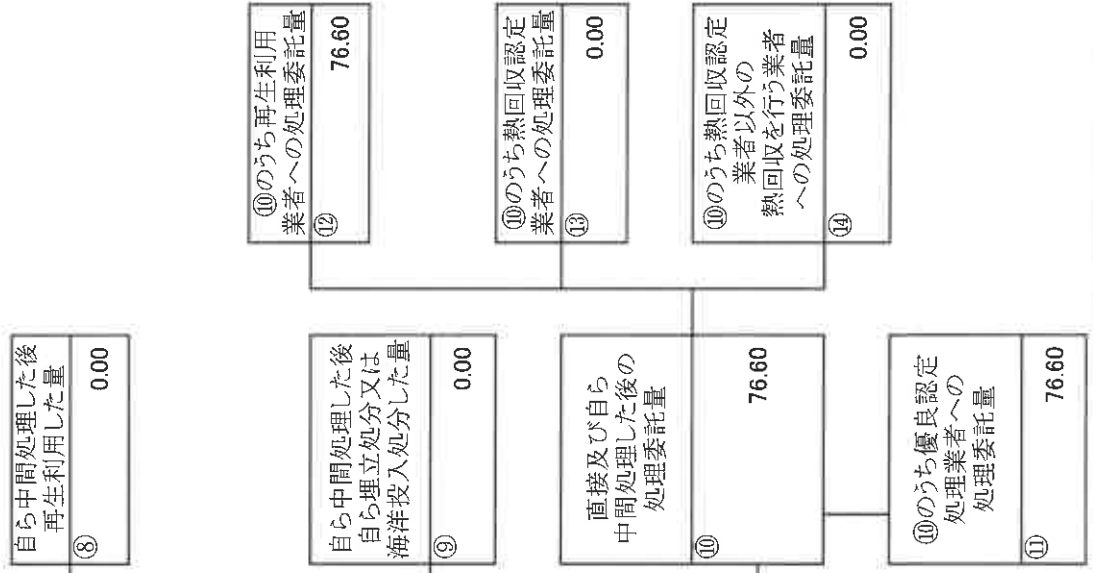 自ら中間処理した後
再生利用した量
⑧
0.00
自ら中間処理した後
自ら埋立処分又は
海洋投入処分した量
⑨
0.00
直接及び自ら
中間処理した後の
処理委託量
⑩
76.60
⑩のうち優良認定
処理業者への
処理委託量
⑪
76.60
⑩のうち再生利用
業者への処理委託量
⑫
76.60
⑩のうち熱回収認定
業者への処理委託量
⑬
0.00
⑩のうち熱回収認定
業者以外の
熱回収を行う業者
への処理委託量
⑭
0.00